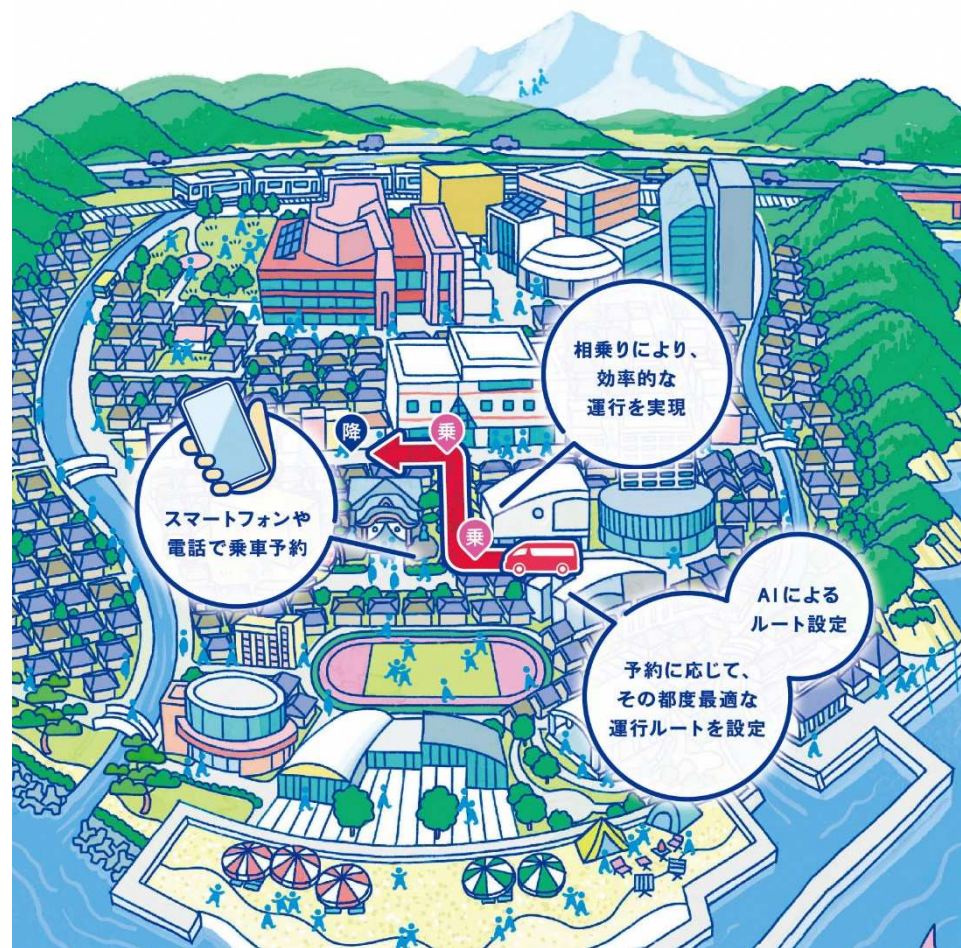 相乗りにより、
効率的な
運行を実現
降
乗
スマートフォンや
電話で乗車予約
乗
AIによる
ルート設定
予約に応じて、
その都度最適な
運行ルートを設定